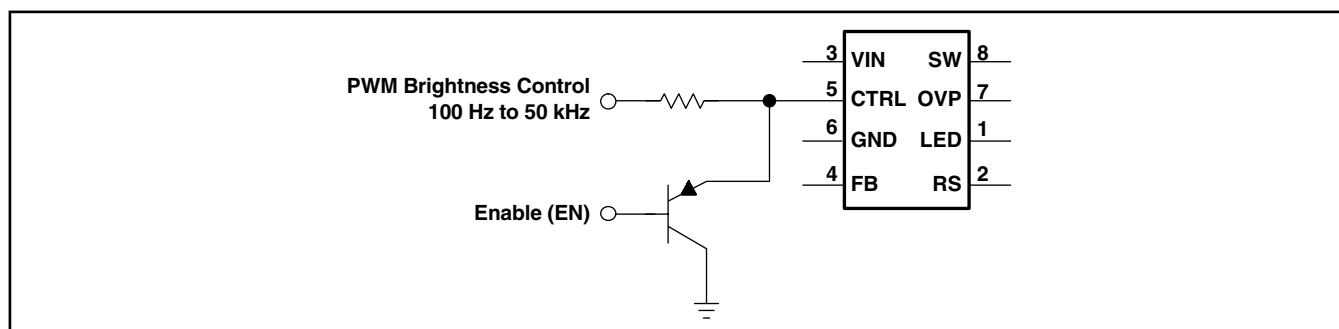 PWM Brightness Control
100 Hz to 50 kHz
Enable (EN)
3 VIN SW 8
5 CTRL OVP 7
6 GND LED 1
4 FB RS 2